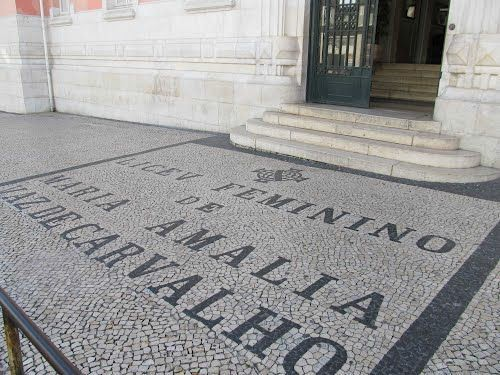 LICEV FEMININO
DE
MARIA AMALIA
VAZ DE CARVALHO